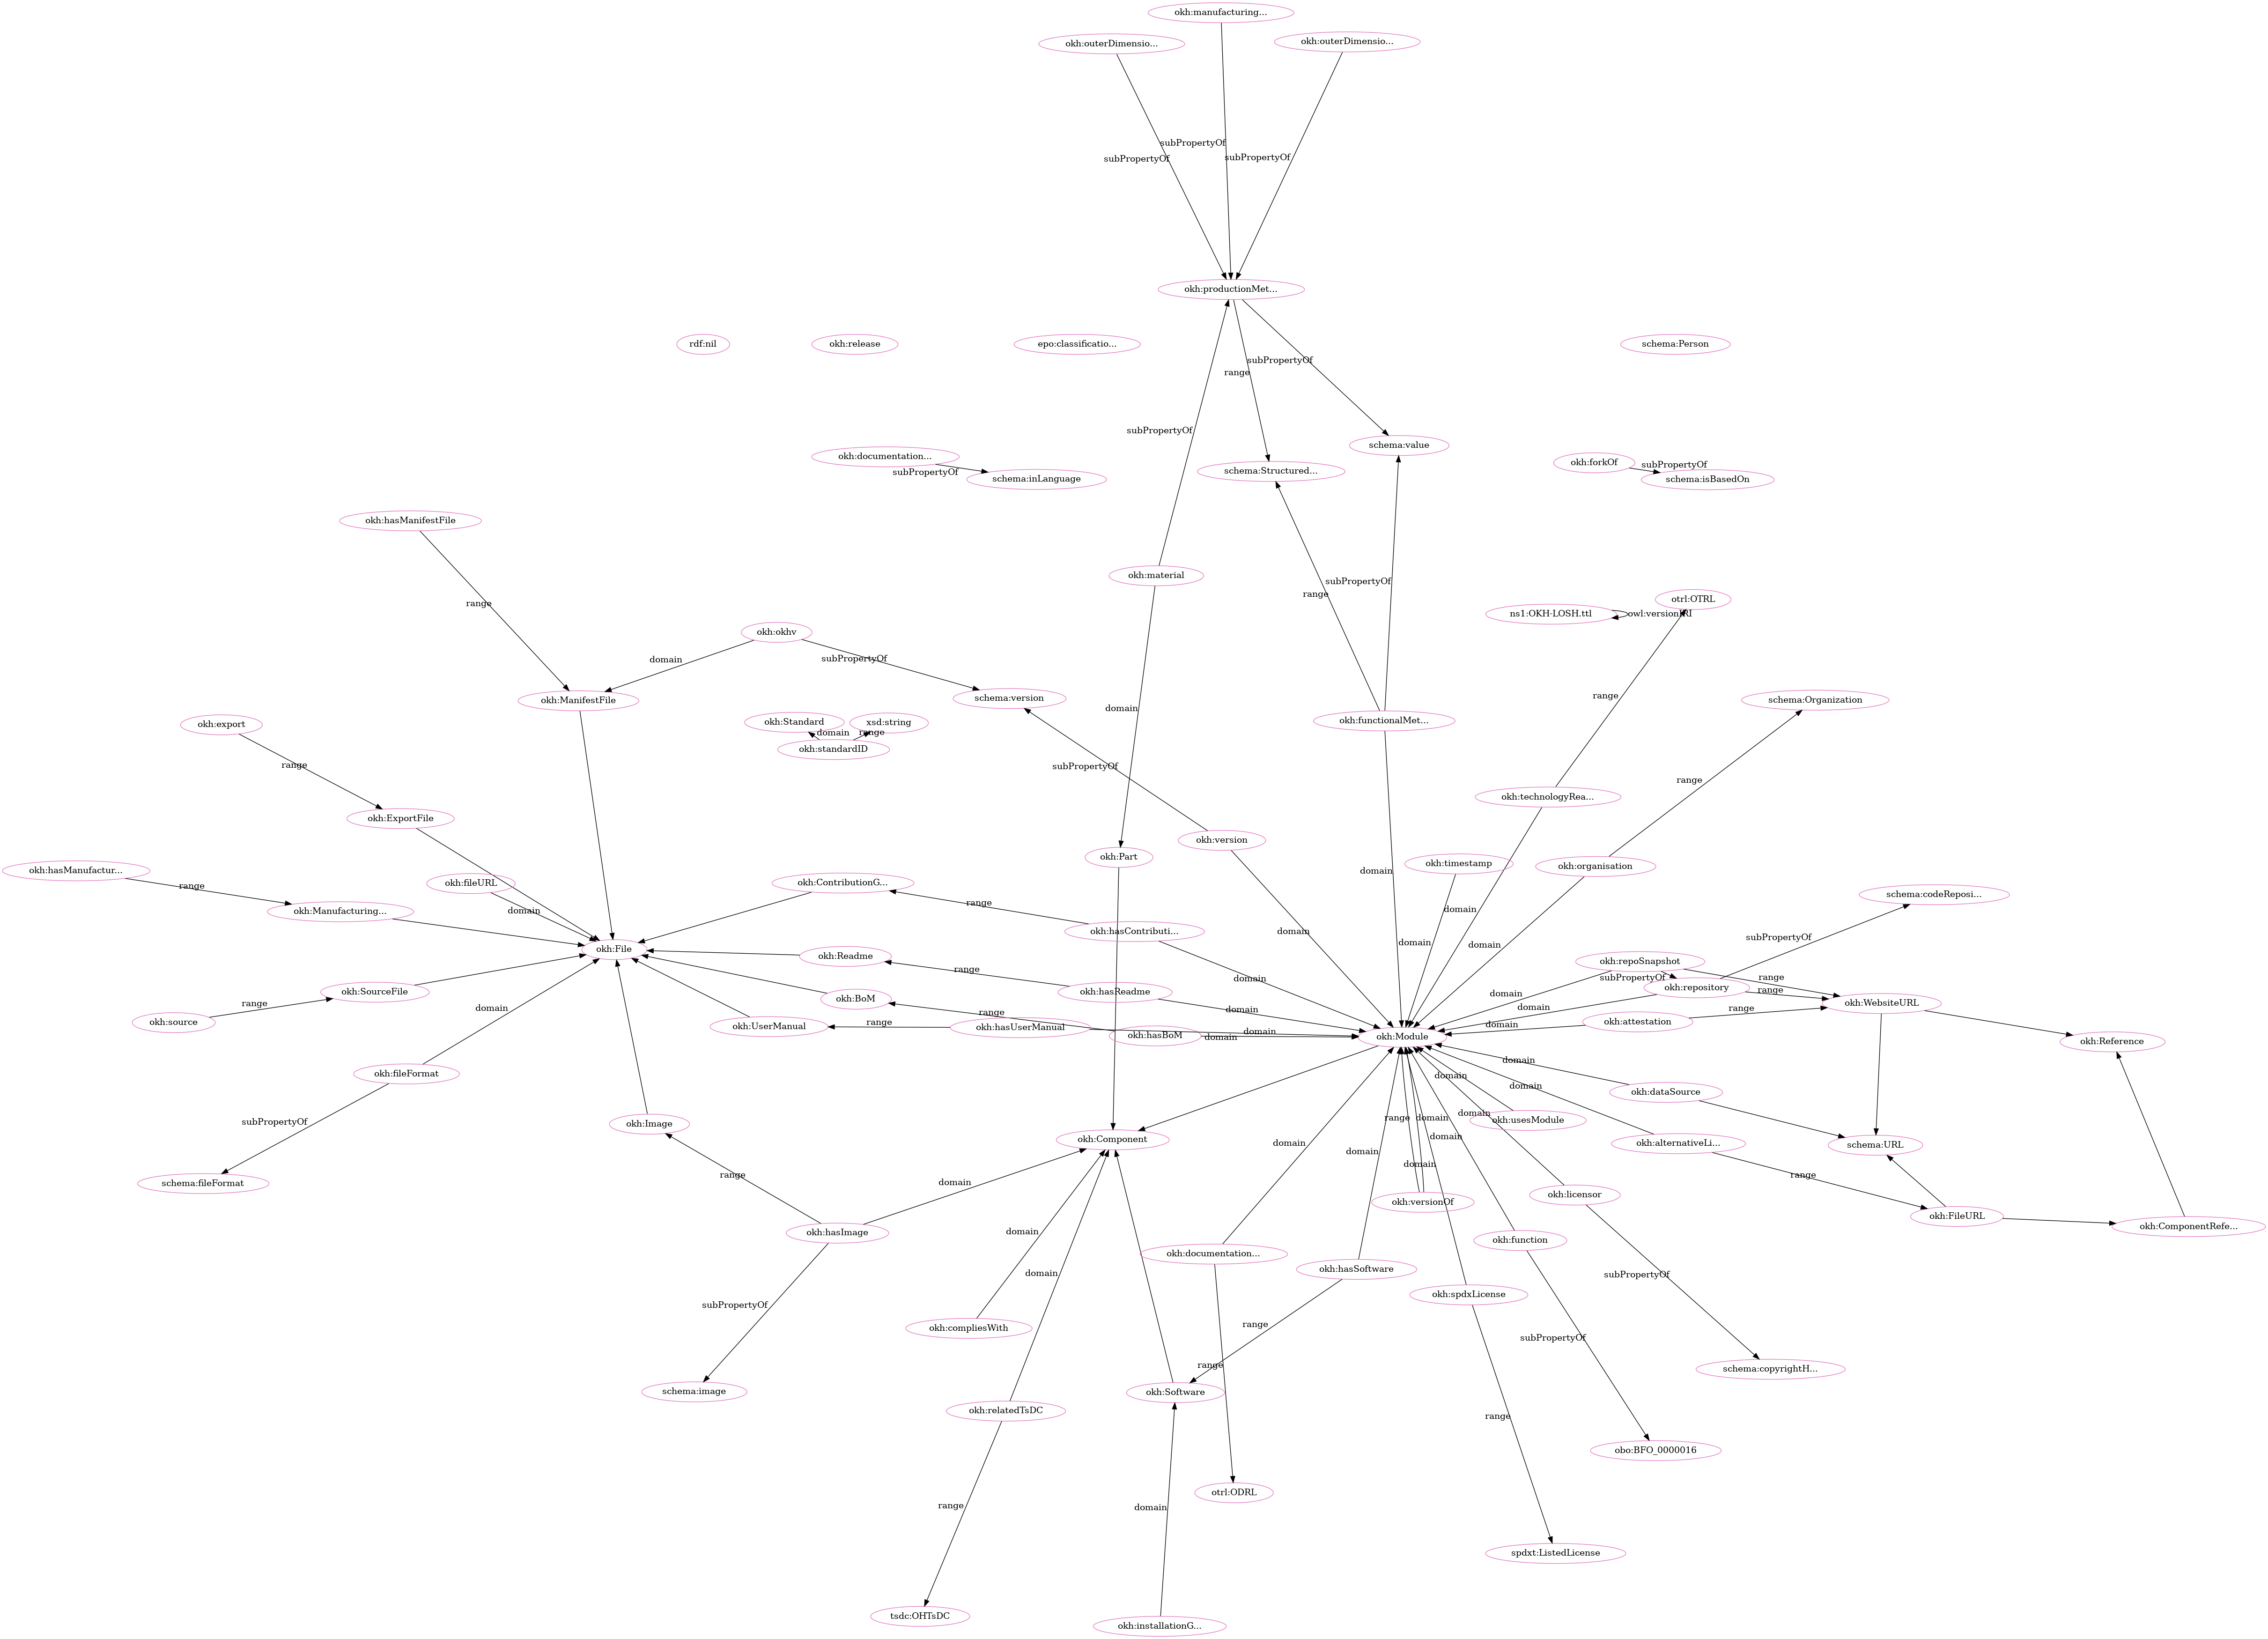 okh:manufacturing...
okh:outerDimensio...
okh:outerDimensio...
subPropertyOf
subPropertyOf
subPropertyOf
okh:productionMet...
rdf:nil
okh:release
epo:classificatio...
schema:Person
subPropertyOf
range
subPropertyOf
schema:value
okh:documentation...
subPropertyOf
schema:inLanguage
schema:Structured...
okh:forkOf
subPropertyOf
schema:isBasedOn
okh:hasManifestFile
okh:material
subPropertyOf
range
range
otrl:OTRL
ns1:OKH-LOSH.ttl
owl:versionIRI
okh:okhv
domain
subPropertyOf
okh:ManifestFile
schema:version
range
schema:Organization
domain
okh:export
okh:Standard
xsd:string
domain
range
okh:standardID
okh:functionalMet...
range
subPropertyOf
range
okh:technologyRea...
okh:ExportFile
okh:version
okh:Part
okh:timestamp
okh:organisation
okh:hasManufactur...
domain
range
okh:fileURL
okh:ContributionG...
schema:codeReposi...
range
domain
okh:Manufacturing...
domain
okh:hasContributi...
domain
subPropertyOf
okh:File
domain
domain
okh:Readme
okh:repoSnapshot
range
range
domain
subPropertyOf
okh:SourceFile
okh:hasReadme
okh:repository
range
range
domain
okh:BoM
okh:WebsiteURL
range
domain
domain
range
okh:source
okh:UserManual
range
okh:hasUserManual
domain
okh:attestation
domain
okh:hasBoM
domain
okh:Module
okh:Reference
domain
okh:fileFormat
domain
okh:dataSource
domain
subPropertyOf
okh:Image
range
domain
domain
okh:usesModule
okh:Component
domain
domain
okh:alternativeLi...
schema:URL
domain
domain
range
range
domain
schema:fileFormat
okh:versionOf
okh:licensor
okh:FileURL
okh:ComponentRefe...
okh:hasImage
domain
okh:function
okh:documentation...
okh:hasSoftware
domain
subPropertyOf
okh:spdxLicense
subPropertyOf
okh:compliesWith
range
subPropertyOf
range
schema:copyrightH...
schema:image
okh:Software
okh:relatedTsDC
range
obo:BFO_0000016
otrl:ODRL
range
domain
spdxt:ListedLicense
tsdc:OHTsDC
okh:installationG...